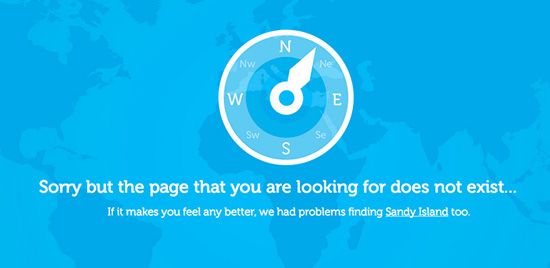 N
Nw Ne
W E
Sw Se
S
Sorry but the page that you are looking for does not exist...
If it makes you feel any better, we had problems finding Sandy Island too.